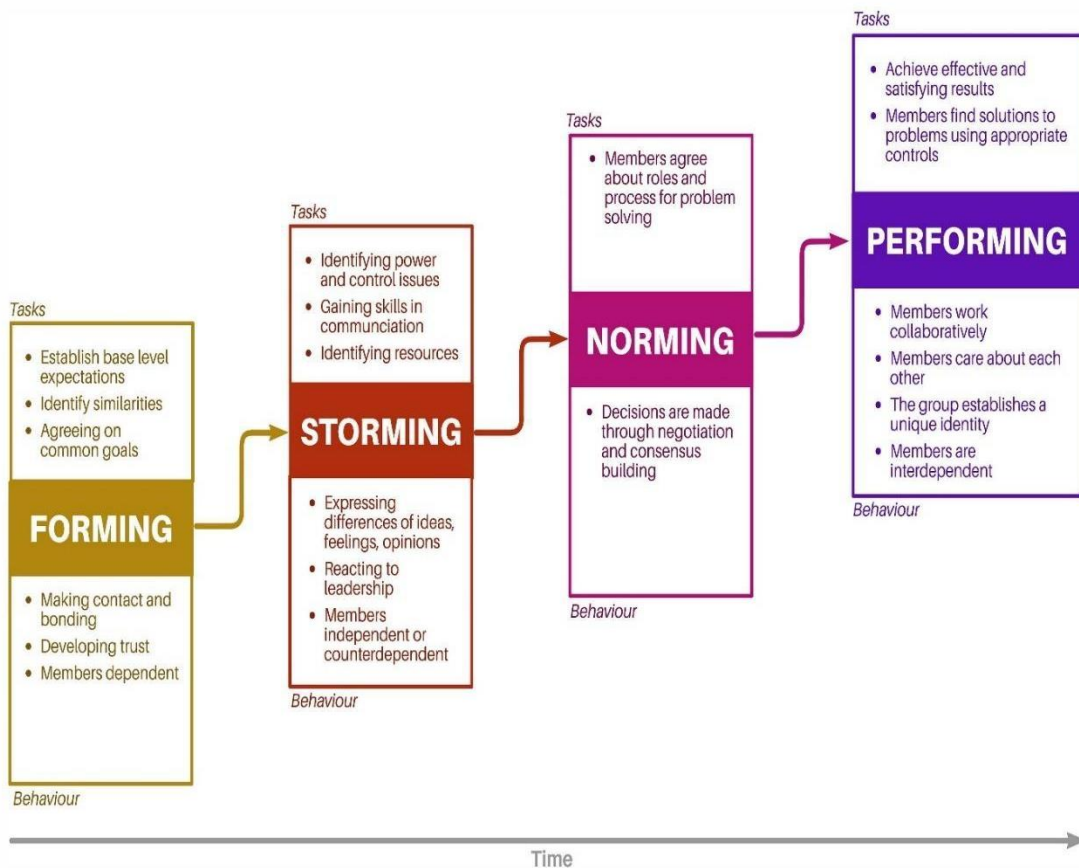 Tasks
• Establish base level
expectations
• Identify similarities
• Agreeing on
common goals
FORMING
• Making contact and
bonding
• Developing trust
• Members dependent
Behaviour
Tasks
• Identifying power
and control issues
• Gaining skills in
communciation
• Identifying resources
STORMING
• Expressing
differences of ideas,
feelings, opinions
• Reacting to
leadership
• Members
independent or
counterdependent
Behaviour
Tasks
• Members agree
about roles and
process for problem
solving
NORMING
• Decisions are made
through negotiation
and consensus
building
Behaviour
Tasks
• Achieve effective and
satisfying results
• Members find solutions to
problems using appropriate
controls
PERFORMING
• Members work
collaboratively
• Members care about each
other
• The group establishes a
unique identity
• Members are
interdependent
Behaviour
Time